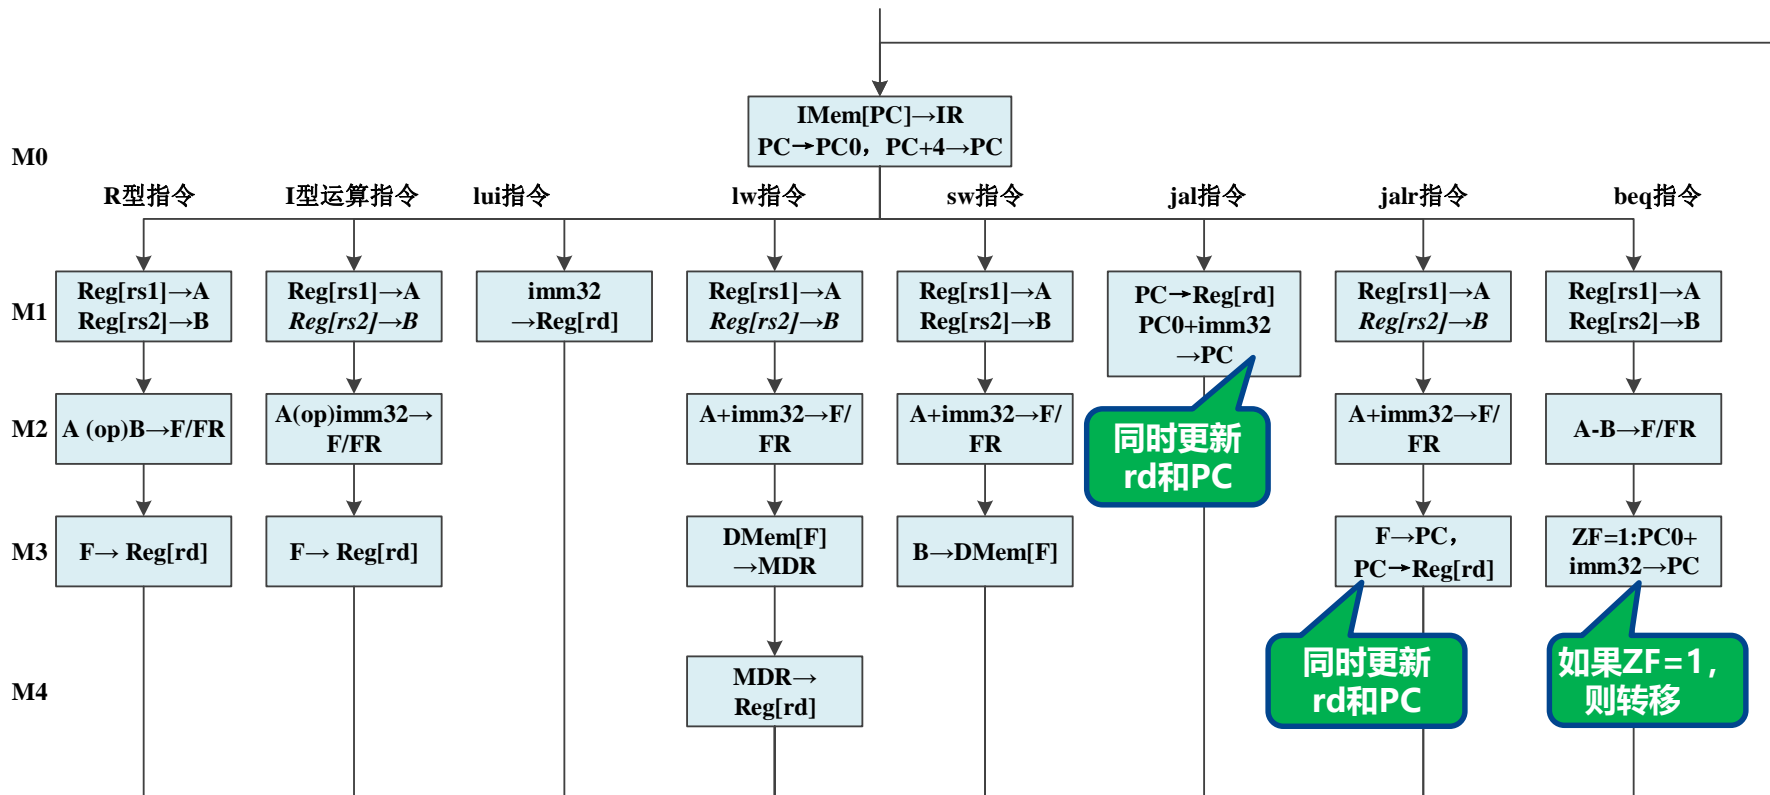 IMem[PC]→IR
PC→PC0，PC+4→PC
M0
R型指令
I型运算指令
lui指令
lw指令
sw指令
jal指令
jalr指令
beq指令
M1
Reg[rs1]→A
Reg[rs2]→B
Reg[rs1]→A
Reg[rs2]→B
imm32
→Reg[rd]
Reg[rs1]→A
Reg[rs2]→B
Reg[rs1]→A
Reg[rs2]→B
PC→Reg[rd]
PC0+imm32
→PC
Reg[rs1]→A
Reg[rs2]→B
Reg[rs1]→A
Reg[rs2]→B
M2
A (op)B→F/FR
A(op)imm32→
F/FR
A+imm32→F/
FR
A+imm32→F/
FR
同时更新
rd和PC
A+imm32→F/
FR
A-B→F/FR
M3
F→ Reg[rd]
F→ Reg[rd]
DMem[F]
→MDR
B→DMem[F]
F→PC，
PC→Reg[rd]
ZF=1:PC0+
imm32→PC
M4
MDR→
Reg[rd]
同时更新
rd和PC
如果ZF=1，
则转移